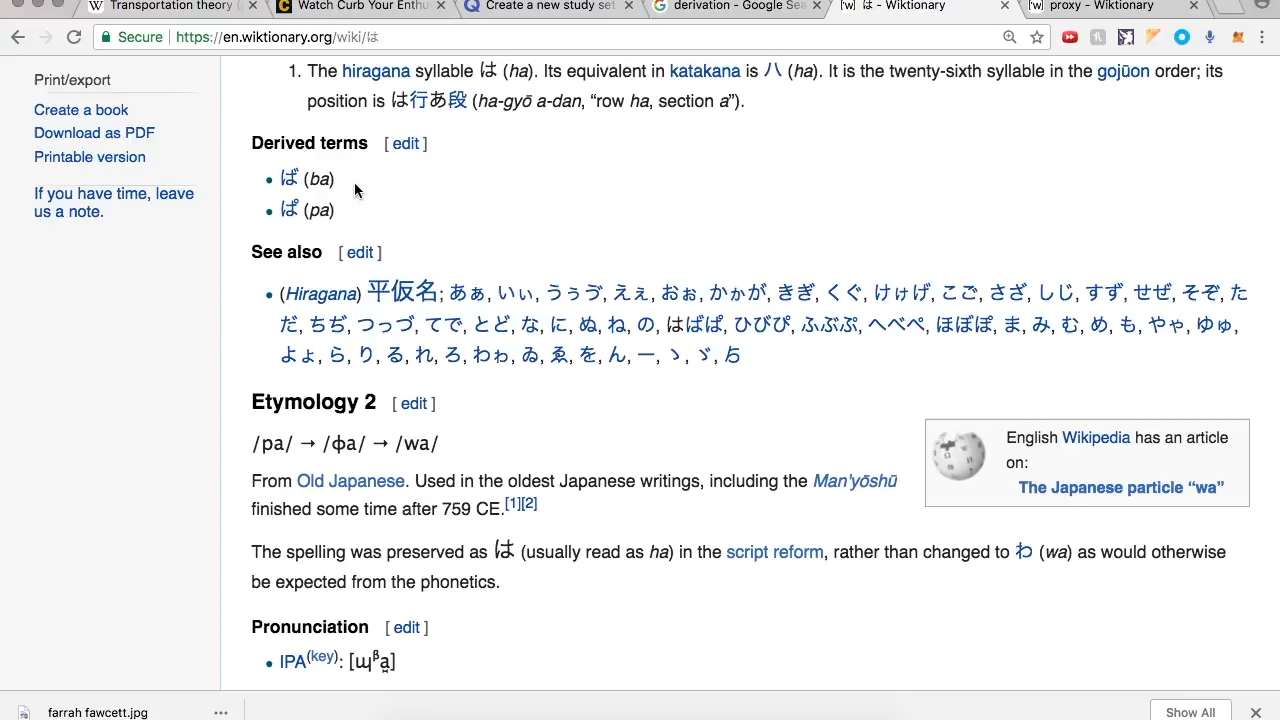 Transportation theory (
Watch Curb Your Enthu
Create a new study set
derivation - Google Sea
は - Wiktionary
proxy - Wiktionary
Secure https://en.wiktionary.org/wiki/は
Print/export
Create a book
Download as PDF
Printable version
If you have time, leave
us a note.
1. The hiragana syllable は (ha). Its equivalent in katakana is ハ (ha). It is the twenty-sixth syllable in the gojūon order; its
position is は行あ段 (ha-gyō a-dan, “row ha, section a”).
Derived terms [ edit ]
• ば (ba)
• ぱ (pa)
See also [ edit ]
• (Hiragana) 平仮名; あぁ, いぃ, うぅゔ, えぇ, おぉ, かゕが, きぎ, くぐ, けゖげ, こご, さざ, しじ, すず, せぜ, そぞ, た
だ, ちぢ, つっづ, てで, とど, な, に, ぬ, ね, の, はばぱ, ひびぴ, ふぶぷ, へべぺ, ほぼぽ, ま, み, む, め, も, やゃ, ゆゅ,
よょ, ら, り, る, れ, ろ, わゎ, ゐ, ゑ, を, ん, ー, ゝ, ゞ, ゟ
Etymology 2 [ edit ]
/pa/ → /ɸa/ → /wa/
From Old Japanese. Used in the oldest Japanese writings, including the Man'yōshū
finished some time after 759 CE.[1][2]
English Wikipedia has an article
on:
The Japanese particle “wa”
The spelling was preserved as は (usually read as ha) in the script reform, rather than changed to わ (wa) as would otherwise
be expected from the phonetics.
Pronunciation [ edit ]
• IPA(key): [ɰᵝa̠]
farrah fawcett.jpg
Show All